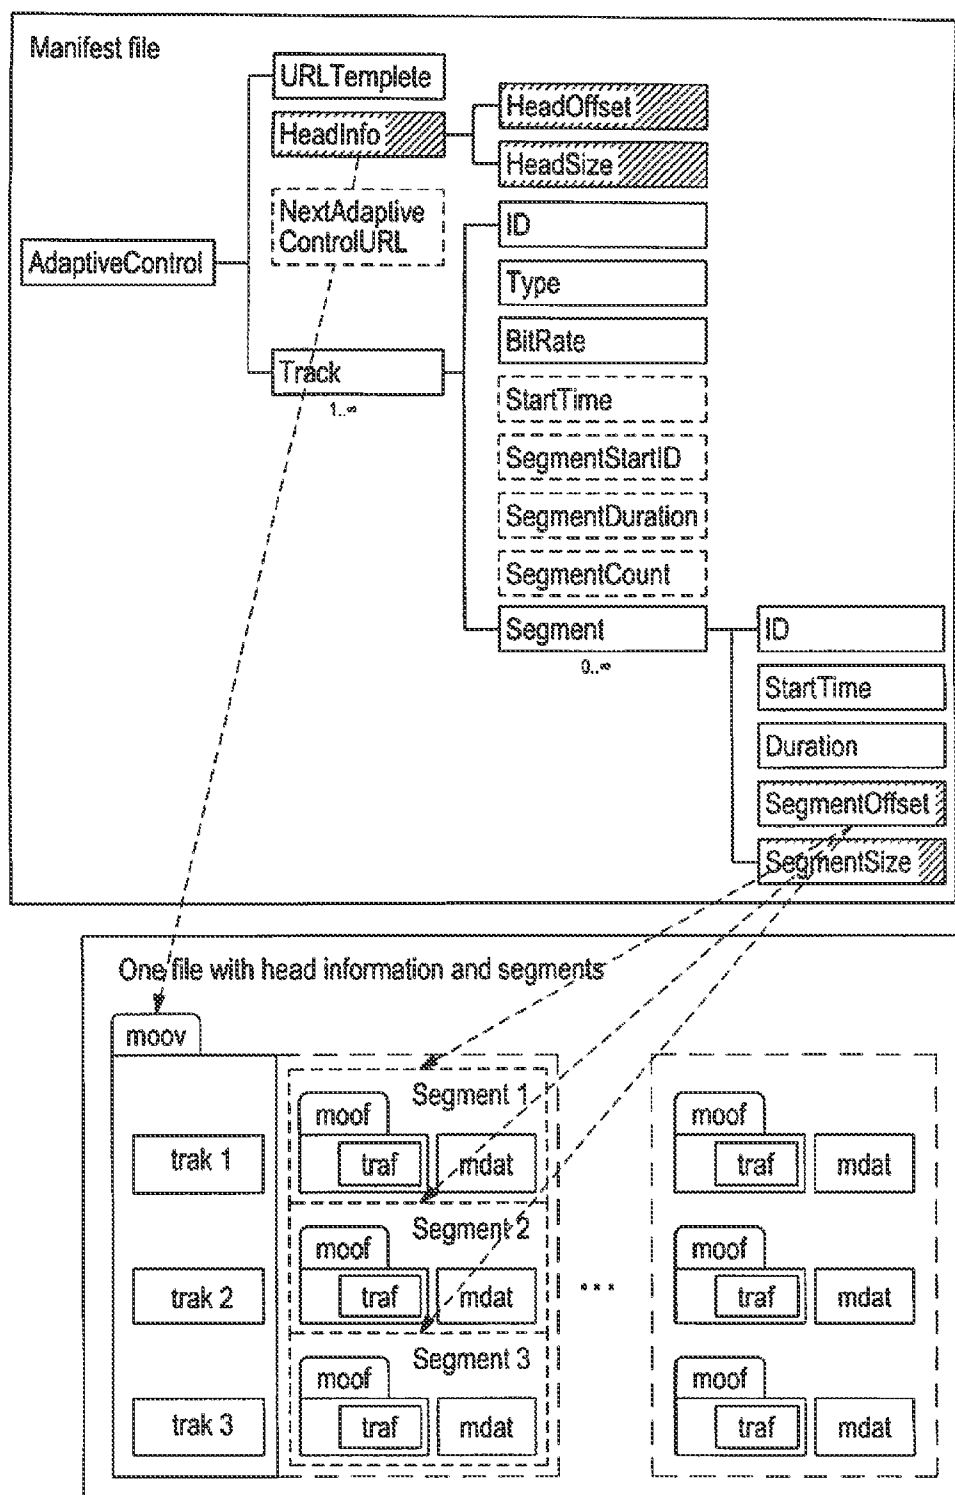 Manifest file
URLTemplete
HeadInfo
HeadOffset
HeadSize
NextAdaptive
ControlURL
AdaptiveControl
Track
1..∞
ID
Type
BitRate
StartTime
SegmentStartID
SegmentDuration
SegmentCount
Segment
0..∞
ID
StartTime
Duration
SegmentOffset
SegmentSize
One file with head information and segments
moov
trak 1
trak 2
trak 3
Segment 1
moof
traf
mdat
Segment 2
moof
traf
mdat
Segment 3
moof
traf
mdat
...
moof
traf
mdat
moof
traf
mdat
moof
traf
mdat